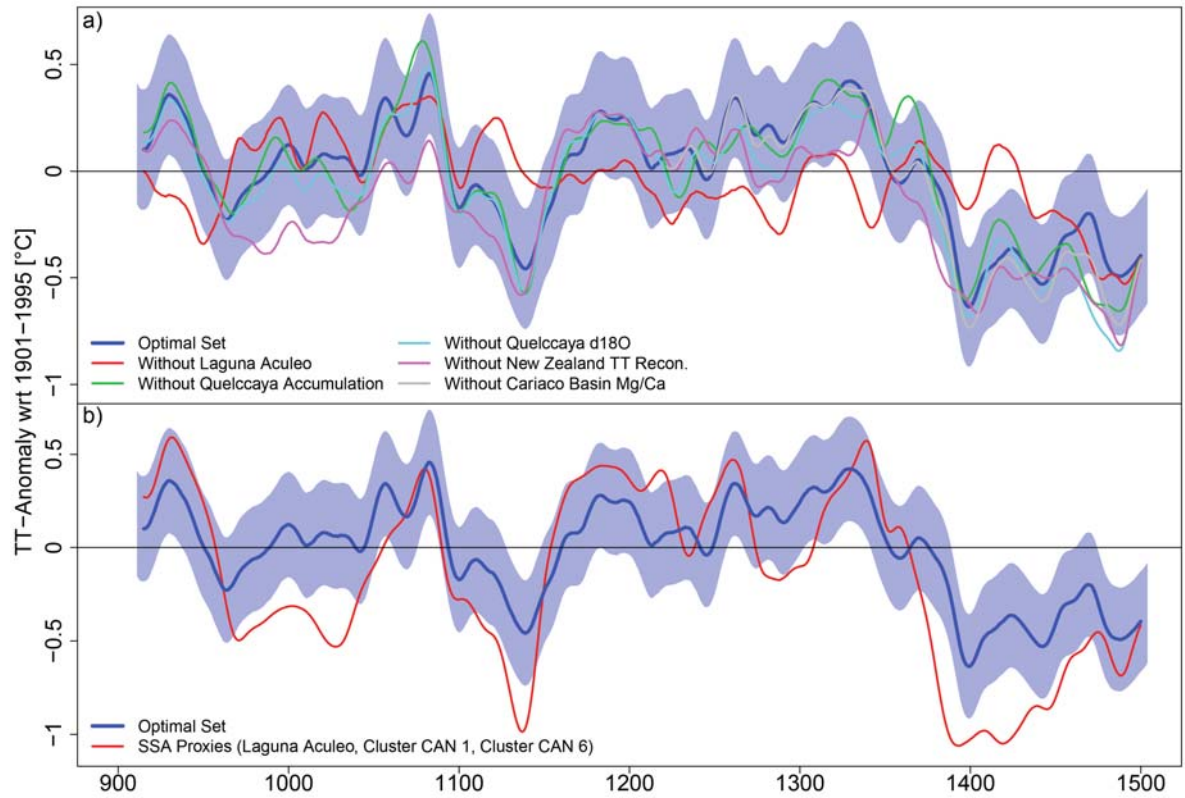 a)
0.5
0
−0.5
−1
TT−Anomaly wrt 1901−1995 [°C]
Optimal Set
Without Laguna Aculeo
Without Quelccaya Accumulation
Without Quelccaya d18O
Without New Zealand TT Recon.
Without Cariaco Basin Mg/Ca
b)
0.5
0
−0.5
−1
Optimal Set
SSA Proxies (Laguna Aculeo, Cluster CAN 1, Cluster CAN 6)
900 1000 1100 1200 1300 1400 1500